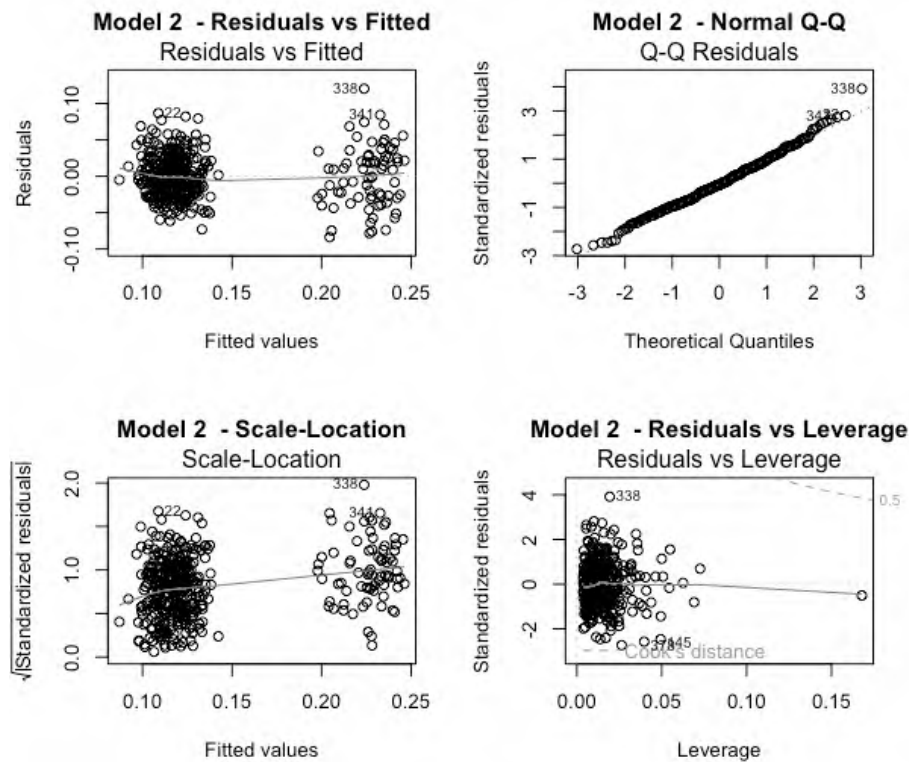 Model 2 - Residuals vs Fitted
Residuals vs Fitted
Residuals
0.10
0.00
-0.10
338
22
341
0.10 0.15 0.20 0.25
Fitted values
Model 2 - Normal Q-Q
Q-Q Residuals
Standardized residuals
3
1
-1
-3
338
-3 -2 -1 0 1 2 3
Theoretical Quantiles
Model 2 - Scale-Location
Scale-Location
√|Standardized residuals|
2.0
1.0
0.0
338
22
341
0.10 0.15 0.20 0.25
Fitted values
Model 2 - Residuals vs Leverage
Residuals vs Leverage
Standardized residuals
4
2
0
-2
338
0.5
Cook's distance
0.00 0.05 0.10 0.15
Leverage